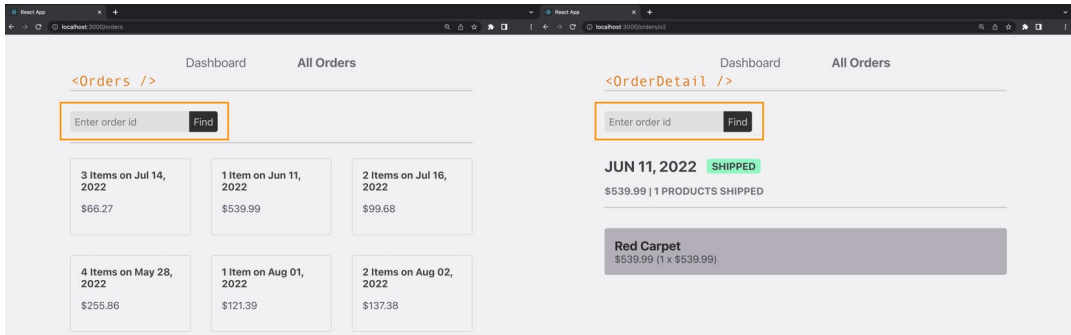 React App
localhost:3000/orders
Dashboard All Orders
<Orders />
Enter order id Find
3 Items on Jul 14,
2022
$66.27
1 Item on Jun 11,
2022
$539.99
2 Items on Jul 16,
2022
$99.68
4 Items on May 28,
2022
$255.86
1 Item on Aug 01,
2022
$121.39
2 Items on Aug 02,
2022
$137.38
React App
localhost:3000/orders/o2
Dashboard All Orders
<OrderDetail />
Enter order id Find
JUN 11, 2022 SHIPPED
$539.99 | 1 PRODUCTS SHIPPED
Red Carpet
$539.99 (1 x $539.99)